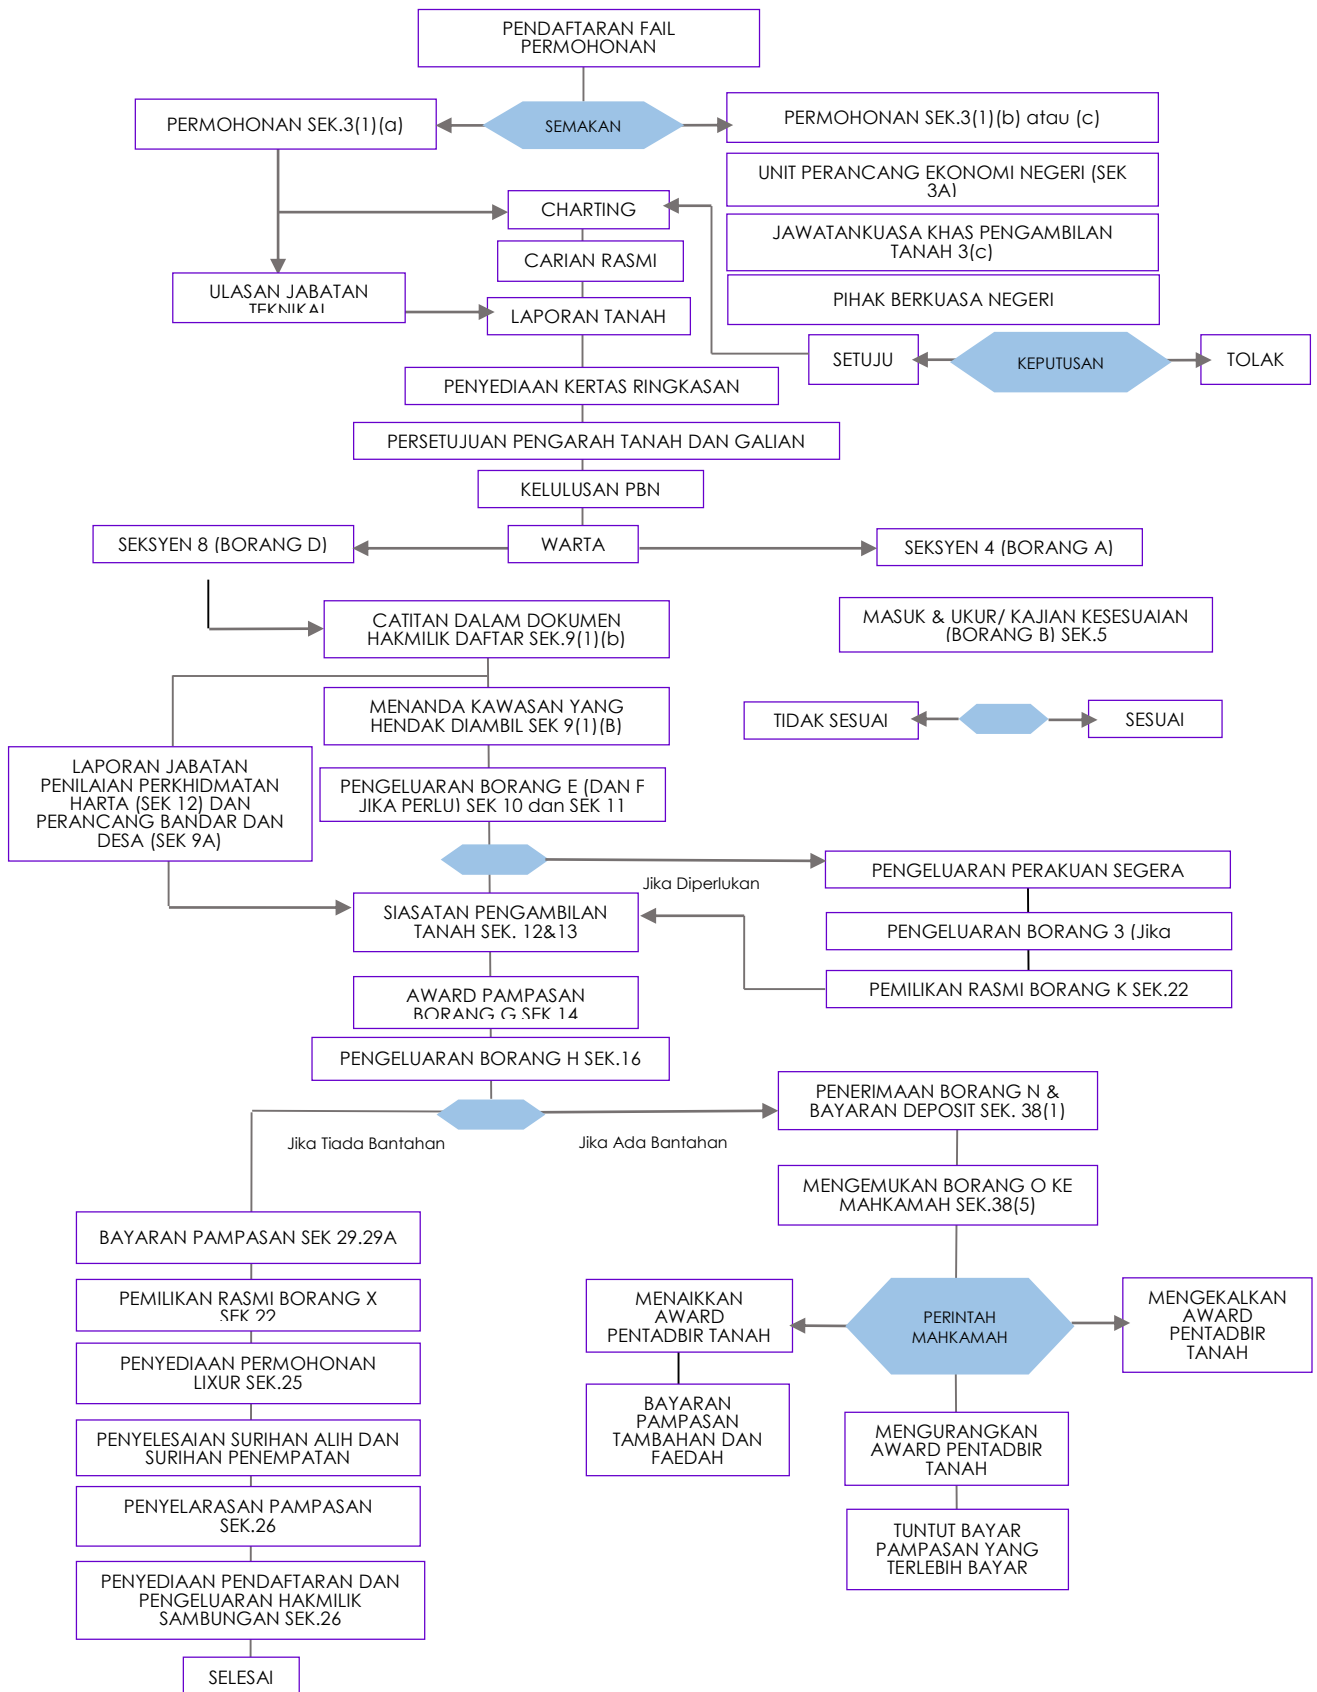 PENDAFTARAN FAIL
PERMOHONAN
PERMOHONAN SEK.3(1)(a)
SEMAKAN
PERMOHONAN SEK.3(1)(b) atau (c)
UNIT PERANCANG EKONOMI NEGERI (SEK
3A)
CHARTING
JAWATANKUASA KHAS PENGAMBILAN
TANAH 3(c)
CARIAN RASMI
ULASAN JABATAN
TEKNIKAL
LAPORAN TANAH
PIHAK BERKUASA NEGERI
SETUJU
KEPUTUSAN
TOLAK
PENYEDIAAN KERTAS RINGKASAN
PERSETUJUAN PENGARAH TANAH DAN GALIAN
KELULUSAN PBN
SEKSYEN 8 (BORANG D)
WARTA
SEKSYEN 4 (BORANG A)
CATITAN DALAM DOKUMEN
HAKMILIK DAFTAR SEK.9(1)(b)
MASUK & UKUR/ KAJIAN KESESUAIAN
(BORANG B) SEK.5
MENANDA KAWASAN YANG
HENDAK DIAMBIL SEK 9(1)(B)
TIDAK SESUAI
SESUAI
LAPORAN JABATAN
PENILAIAN PERKHIDMATAN
HARTA (SEK 12) DAN
PERANCANG BANDAR DAN
DESA (SEK 9A)
PENGELUARAN BORANG E (DAN F
JIKA PERLU) SEK 10 dan SEK 11
Jika Diperlukan
PENGELUARAN PERAKUAN SEGERA
SIASATAN PENGAMBILAN
TANAH SEK. 12&13
PENGELUARAN BORANG 3 (Jika
AWARD PAMPASAN
BORANG G SEK 14
PEMILIKAN RASMI BORANG K SEK.22
PENGELUARAN BORANG H SEK.16
PENERIMAAN BORANG N &
BAYARAN DEPOSIT SEK. 38(1)
Jika Tiada Bantahan
Jika Ada Bantahan
MENGEMUKAN BORANG O KE
MAHKAMAH SEK.38(5)
BAYARAN PAMPASAN SEK 29.29A
PEMILIKAN RASMI BORANG X
SEK.22
MENAIKKAN
AWARD
PENTADBIR TANAH
PERINTAH
MAHKAMAH
MENGEKALKAN
AWARD
PENTADBIR
TANAH
PENYEDIAAN PERMOHONAN
LIXUR SEK.25
BAYARAN
PAMPASAN
TAMBAHAN DAN
FAEDAH
PENYELESAIAN SURIHAN ALIH DAN
SURIHAN PENEMPATAN
MENGURANGKAN
AWARD PENTADBIR
TANAH
PENYELARASAN PAMPASAN
SEK.26
TUNTUT BAYAR
PAMPASAN YANG
TERLEBIH BAYAR
PENYEDIAAN PENDAFTARAN DAN
PENGELUARAN HAKMILIK
SAMBUNGAN SEK.26
SELESAI